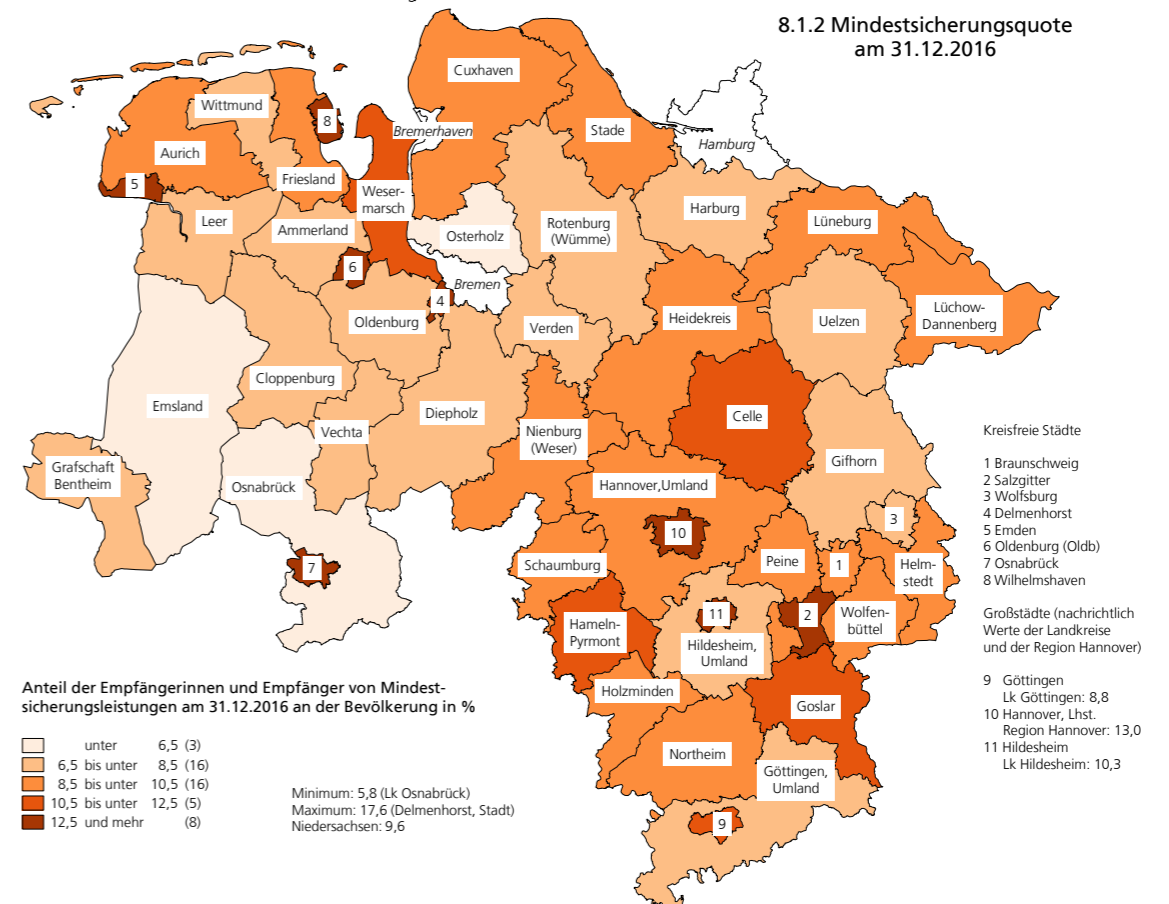 8.1.2 Mindestsicherungsquote
am 31.12.2016
Cuxhaven
Wittmund
8
Bremerhaven
Stade
Hamburg
Aurich
5
Friesland
Weser-
marsch
Leer
Ammerland
Osterholz
Rotenburg
(Wümme)
Harburg
Lüneburg
6
Bremen
4
Oldenburg
Verden
Heidekreis
Uelzen
Lüchow-
Dannenberg
Cloppenburg
Emsland
Vechta
Diepholz
Celle
Nienburg
(Weser)
Grafschaft
Bentheim
Osnabrück
Hannover,Umland
Gifhorn
3
10
7
Schaumburg
Peine
1
Helm-
stedt
11
2
Wolfen-
büttel
Hameln-
Pyrmont
Hildesheim,
Umland
Holzminden
Goslar
Northeim
Göttingen,
Umland
9
Kreisfreie Städte
1 Braunschweig
2 Salzgitter
3 Wolfsburg
4 Delmenhorst
5 Emden
6 Oldenburg (Oldb)
7 Osnabrück
8 Wilhelmshaven
Großstädte (nachrichtlich
Werte der Landkreise
und der Region Hannover)
9 Göttingen
Lk Göttingen: 8,8
10 Hannover, Lhst.
Region Hannover: 13,0
11 Hildesheim
Lk Hildesheim: 10,3
Anteil der Empfängerinnen und Empfänger von Mindest-
sicherungsleistungen am 31.12.2016 an der Bevölkerung in %
unter 6,5 (3)
6,5 bis unter 8,5 (16)
8,5 bis unter 10,5 (16)
10,5 bis unter 12,5 (5)
12,5 und mehr (8)
Minimum: 5,8 (Lk Osnabrück)
Maximum: 17,6 (Delmenhorst, Stadt)
Niedersachsen: 9,6